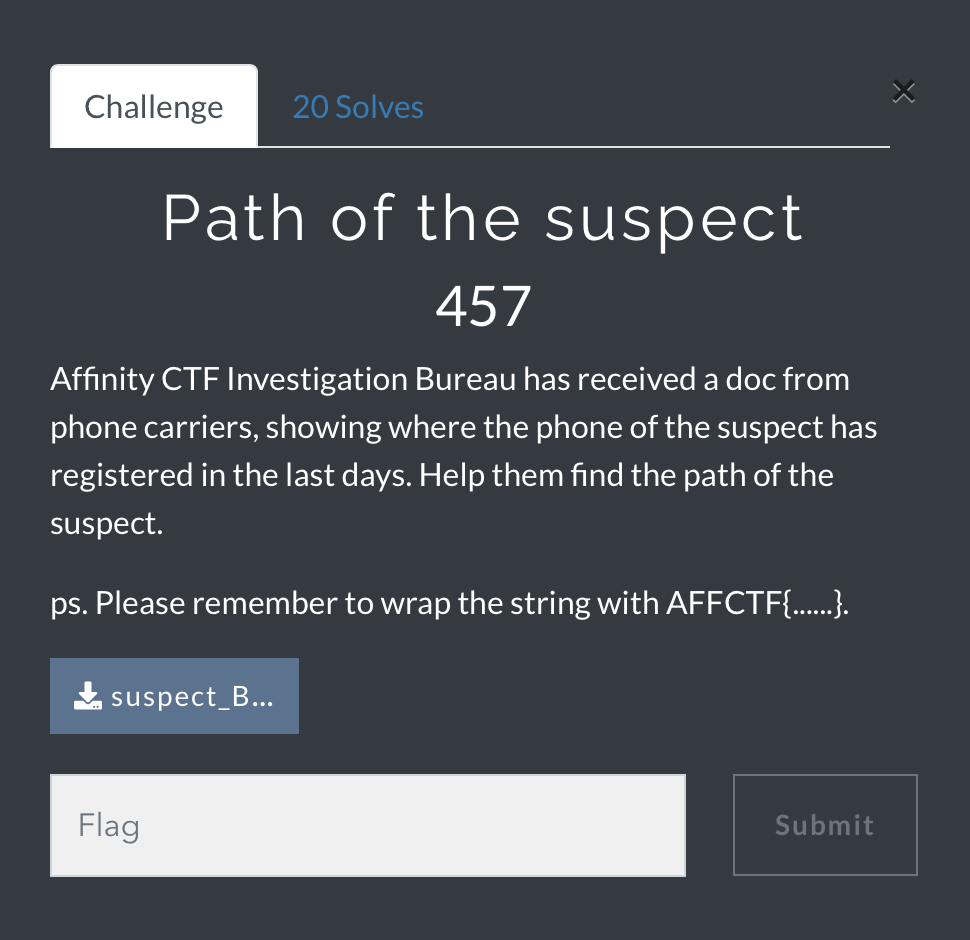 Challenge
20 Solves
Path of the suspect
457
Affinity CTF Investigation Bureau has received a doc from
phone carriers, showing where the phone of the suspect has
registered in the last days. Help them find the path of the
suspect.
ps. Please remember to wrap the string with AFFCTF{......}.
suspect_B...
Flag
Submit